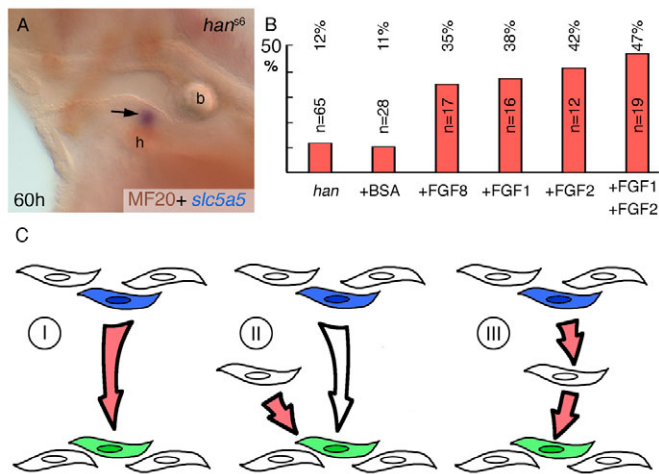 A
han^s6
b
h
60h
MF20+ slc5a5
B
12% 11% 35% 38% 42% 47%
50
%
n=65 n=28 n=17 n=16 n=12 n=19
han +BSA +FGF8 +FGF1 +FGF2 +FGF1
+FGF2
C
I II III